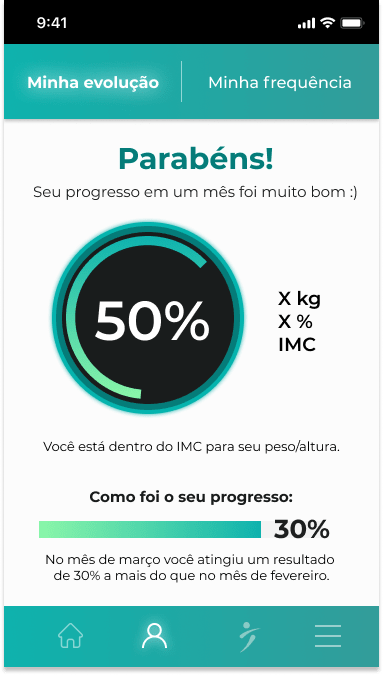 9:41
Minha evolução
Minha frequência
Parabéns!
Seu progresso em um mês foi muito bom :)
50%
X kg
X %
IMC
Você está dentro do IMC para seu peso/altura.
Como foi o seu progresso:
30%
No mês de março você atingiu um resultado
de 30% a mais do que no mês de fevereiro.